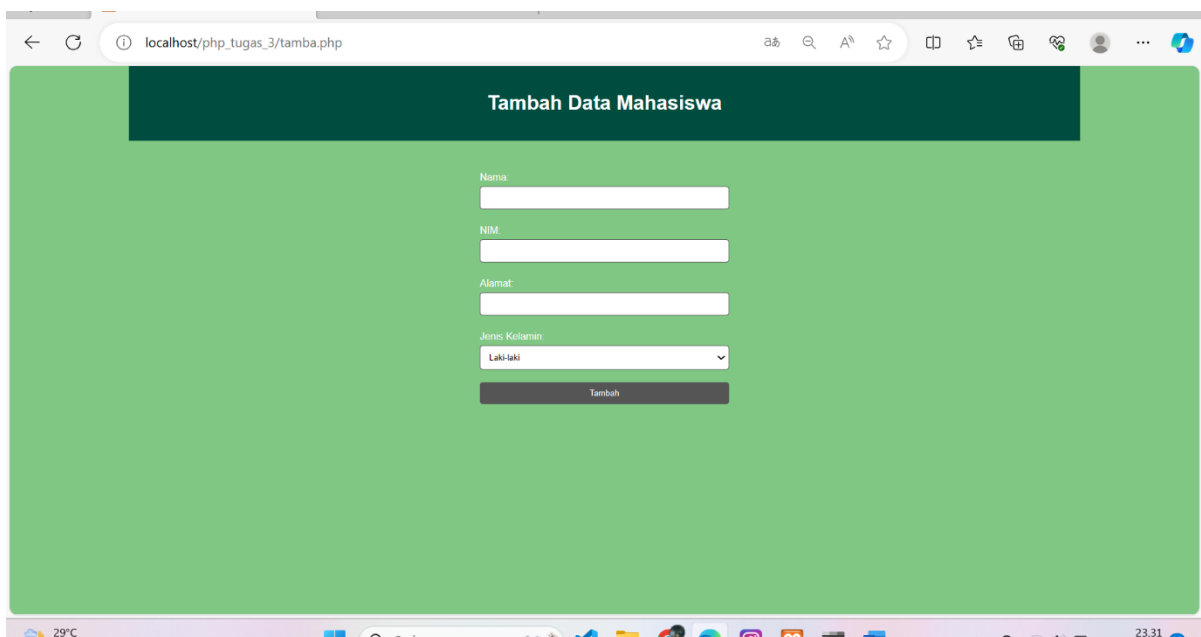 localhost/php_tugas_3/tamba.php
Tambah Data Mahasiswa
Nama:
NIM:
Alamat:
Jenis Kelamin:
Laki-laki
Tambah
29°C
23.31